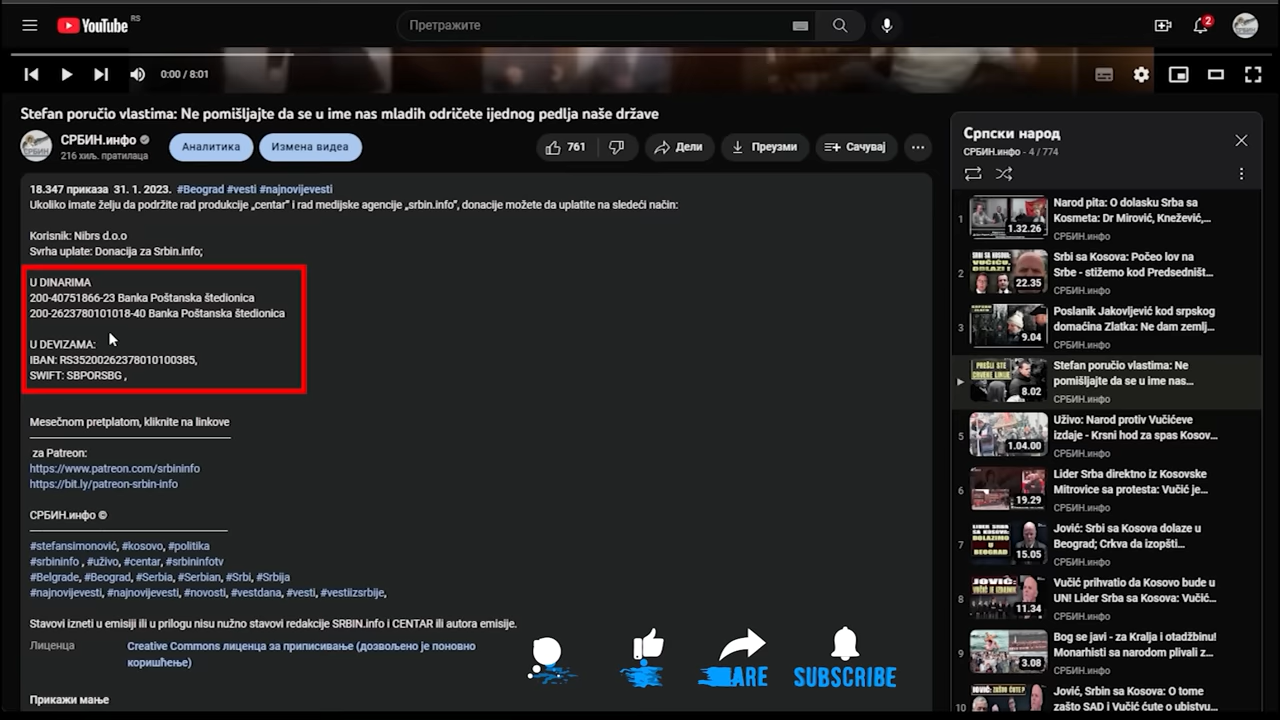 YouTube RS
Претражите
2
0:00 / 8:01
Stefan poručio vlastima: Ne pomišljajte da se u ime nas mladih odričete ijednog pedlja naše države
СРБИН.инфо
216 хиљ. пратилаца
Аналитика
Измена видеа
761
Дели
Преузми
Сачувај
18.347 приказа 31. 1. 2023. #Beograd #vesti #najnovijevesti
Ukoliko imate želju da podržite rad produkcije „centar" i rad medijske agencije „srbin.info", donacije možete da uplatite na sledeći način:
Korisnik: Nibrs d.o.o
Svrha uplate: Donacija za Srbin.info;
U DINARIMA
200-40751866-23 Banka Poštanska štedionica
200-2623780101018-40 Banka Poštanska štedionica
U DEVIZAMA:
IBAN: RS35200262378010100385,
SWIFT: SBPORSBG ,
Mesečnom pretplatom, kliknite na linkove
za Patreon:
https://www.patreon.com/srbininfo
https://bit.ly/patreon-srbin-info
СРБИН.инфо ©
#stefansimonović, #kosovo, #politika
#srbininfo , #uživo, #centar, #srbininfotv
#Belgrade, #Beograd, #Serbia, #Serbian, #Srbi, #Srbija
#najnovijevesti, #najnovijevesti, #novosti, #vestdana, #vesti, #vestiizsrbije,
Stavovi izneti u emisiji ili u prilogu nisu nužno stavovi redakcije SRBIN.info i CENTAR ili autora emisije.
Лиценца
Creative Commons лиценца за приписивање (дозвољено је поновно
коришћење)
Прикажи мање
SUBSCRIBE
Српски народ
СРБИН.инфо - 4 / 774
1
1.32.26
Narod pita: O dolasku Srba sa
Kosmeta: Dr Mirović, Knežević,...
СРБИН.инфо
2
22.35
Srbi sa Kosova: Počeo lov na
Srbe - stižemo kod Predsedništ...
СРБИН.инфо
3
9.04
Poslanik Jakovljević kod srpskog
domaćina Zlatka: Ne dam zemlj...
СРБИН.инфо
PREŠLI STE
CRVENE LINIJE
8.02
Stefan poručio vlastima: Ne
pomišljajte da se u ime nas...
СРБИН.инфо
5
1.04.00
Uživo: Narod protiv Vučićeve
izdaje - Krsni hod za spas Kosov...
СРБИН.инфо
6
19.29
Lider Srba direktno iz Kosovske
Mitrovice sa protesta: Vučić je...
СРБИН.инфо
7
15.05
Jović: Srbi sa Kosova dolaze u
Beograd; Crkva da izopšti...
СРБИН.инфо
8
11.34
Vučić prihvatio da Kosovo bude u
UN! Lider Srba sa Kosova: Vučić...
СРБИН.инфо
9
3.08
Bog se javi - za Kralja i otadžbinu!
Monarhisti sa narodom plivali z...
СРБИН.инфо
10
Jović, Srbin sa Kosova: O tome
zašto SAD i Vučić ćute o ubistvu...